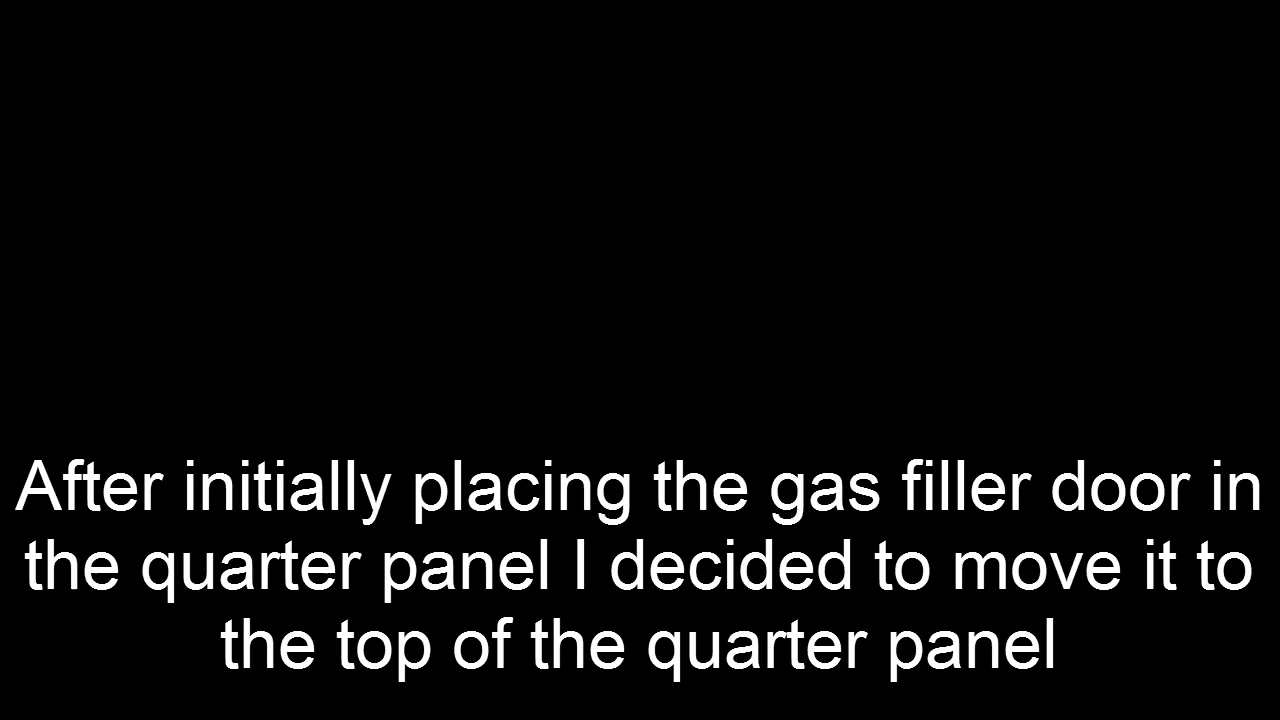 After initially placing the gas filler door in
the quarter panel I decided to move it to
the top of the quarter panel